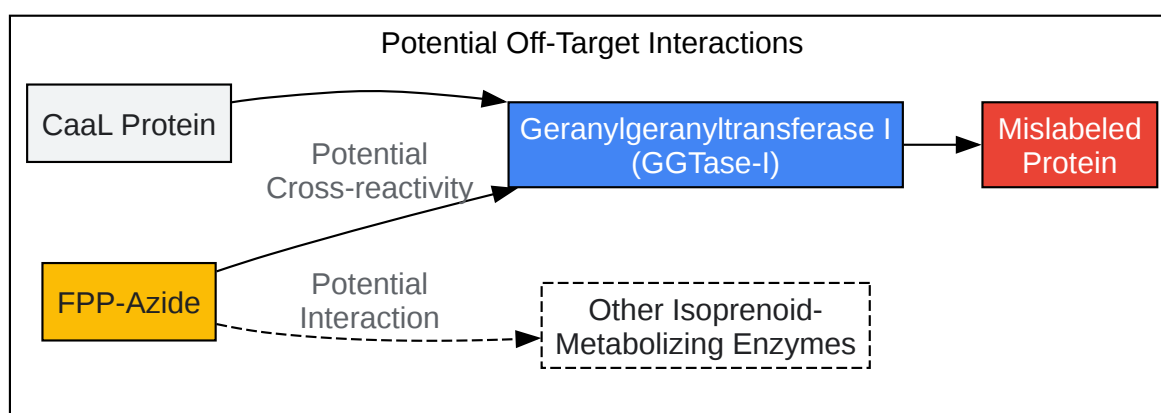 Potential Off-Target Interactions
CaaL Protein
Geranylgeranyltransferase I
(GGTase-I)
Mislabeled
Protein
Potential
Cross-reactivity
FPP-Azide
Potential
Interaction
Other Isoprenoid-
Metabolizing Enzymes